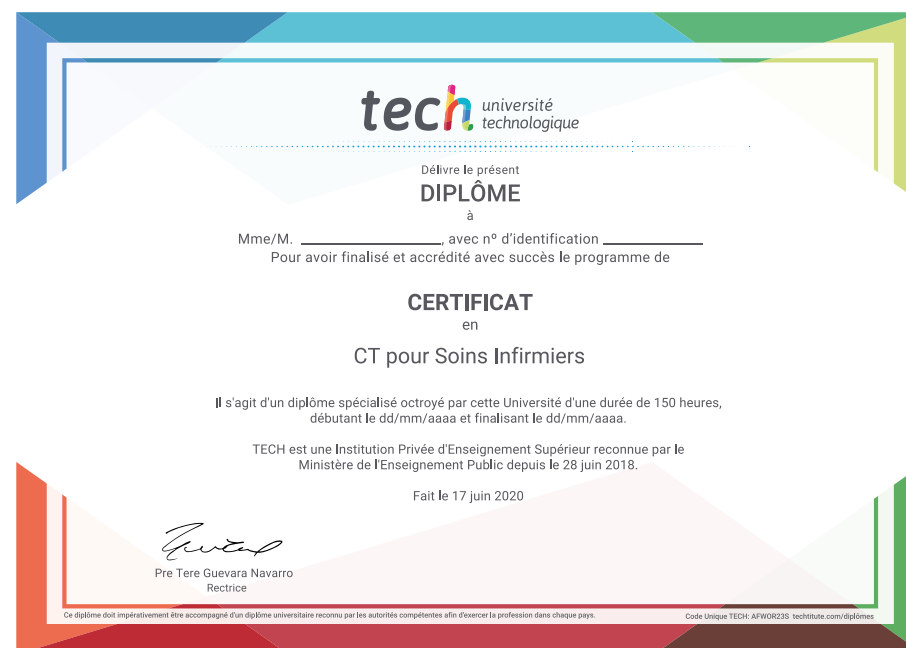 tech université
technologique
Délivre le présent
DIPLÔME
à
Mme/M. ____________________, avec nº d'identification ______________
Pour avoir finalisé et accrédité avec succès le programme de
CERTIFICAT
en
CT pour Soins Infirmiers
Il s'agit d'un diplôme spécialisé octroyé par cette Université d'une durée de 150 heures,
débutant le dd/mm/aaaa et finalisant le dd/mm/aaaa.
TECH est une Institution Privée d'Enseignement Supérieur reconnue par le
Ministère de l'Enseignement Public depuis le 28 juin 2018.
Fait le 17 juin 2020
Pre Tere Guevara Navarro
Rectrice
Ce diplôme doit impérativement être accompagné d'un diplôme universitaire reconnu par les autorités compétentes afin d'exercer la profession dans chaque pays.
Code Unique TECH: AFWOR23S techtitute.com/diplômes